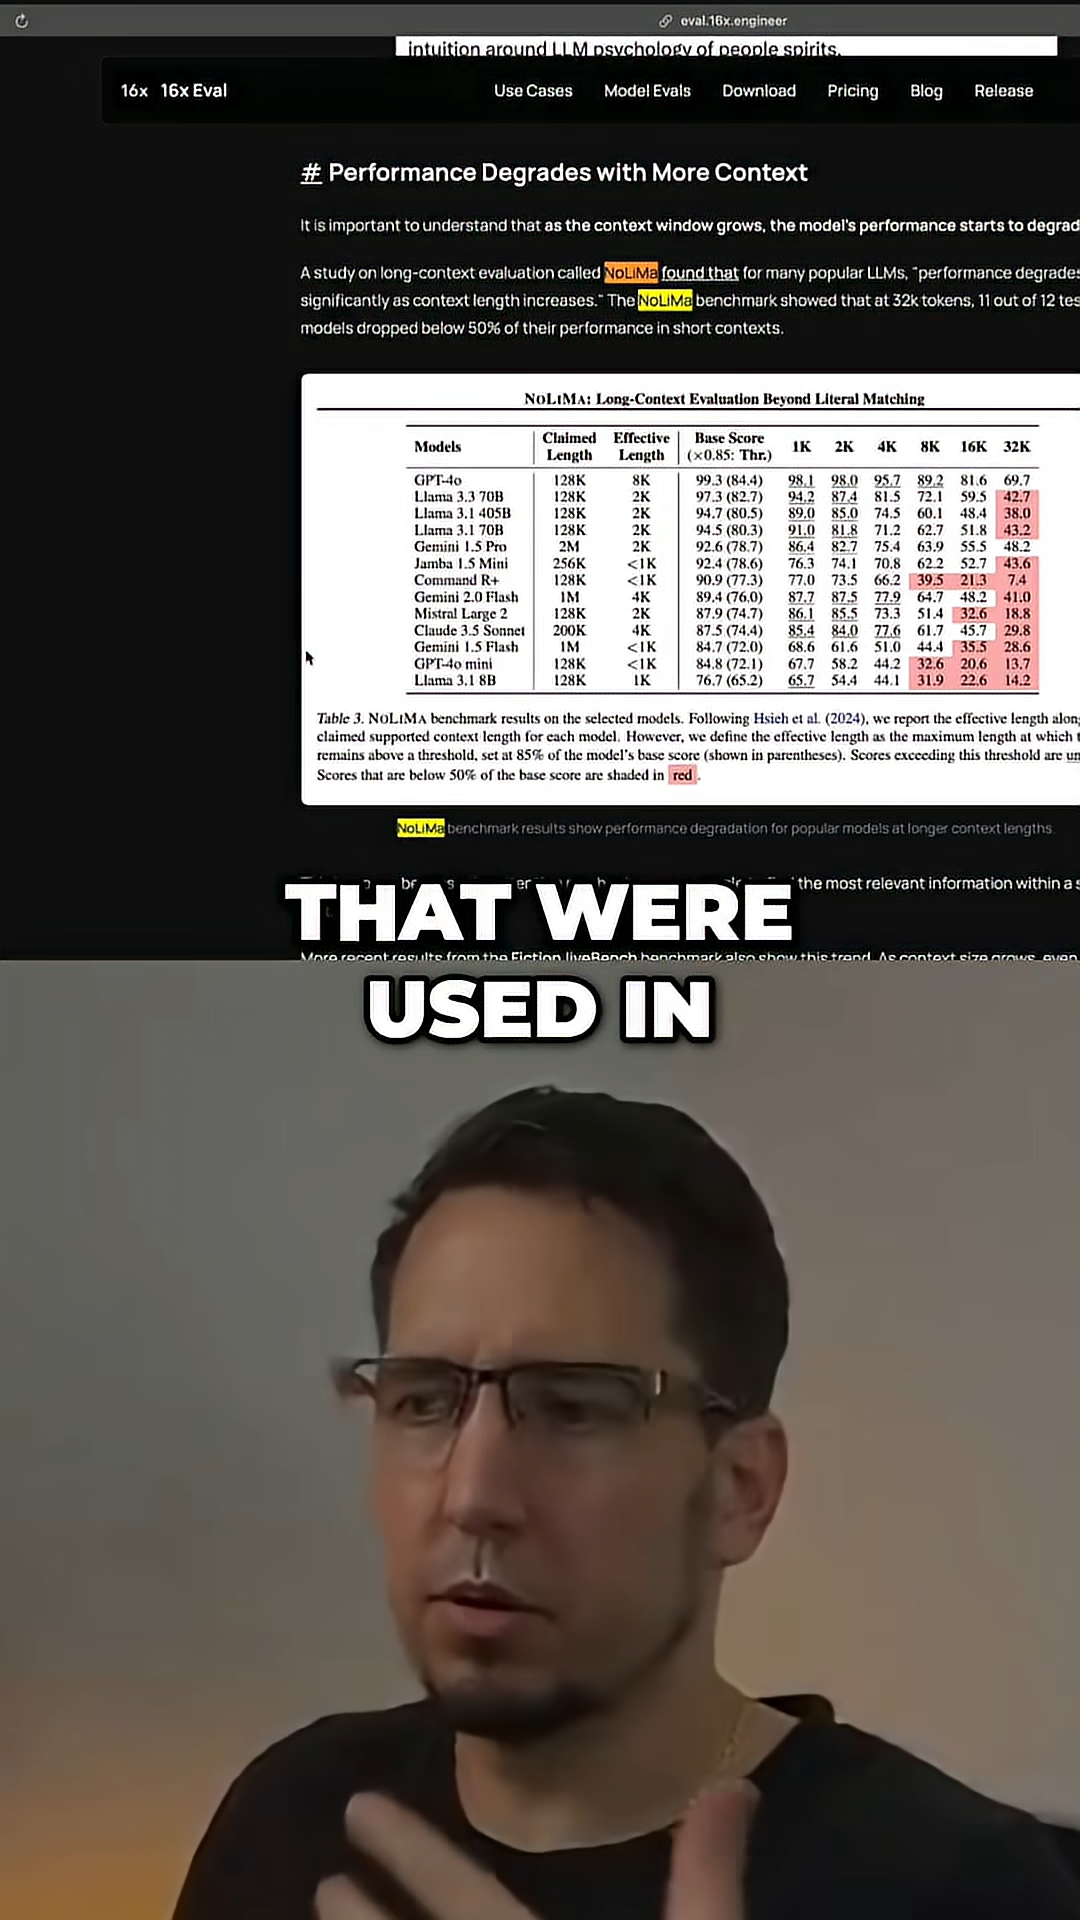 eval.16x.engineer
intuition around LLM psychology of people spirits.
16x 16x Eval Use Cases Model Evals Download Pricing Blog Release
# Performance Degrades with More Context
It is important to understand that as the context window grows, the model's performance starts to degrad
A study on long-context evaluation called NoLiMa found that for many popular LLMs, "performance degrades
significantly as context length increases." The NoLiMa benchmark showed that at 32k tokens, 11 out of 12 tes
models dropped below 50% of their performance in short contexts.
NOLIMA: Long-Context Evaluation Beyond Literal Matching
Models Claimed Length Effective Length Base Score (×0.85: Thr.) 1K 2K 4K 8K 16K 32K
GPT-4o 128K 8K 99.3 (84.4) 98.1 98.0 95.7 89.2 81.6 69.7
Llama 3.3 70B 128K 2K 97.3 (82.7) 94.2 87.4 81.5 72.1 59.5 42.7
Llama 3.1 405B 128K 2K 94.7 (80.5) 89.0 85.0 74.5 60.1 48.4 38.0
Llama 3.1 70B 128K 2K 94.5 (80.3) 91.0 81.8 71.2 62.7 51.8 43.2
Gemini 1.5 Pro 2M 2K 92.6 (78.7) 86.4 82.7 75.4 63.9 55.5 48.2
Jamba 1.5 Mini 256K <1K 92.4 (78.6) 76.3 74.1 70.8 62.2 52.7 43.6
Command R+ 128K <1K 90.9 (77.3) 77.0 73.5 66.2 39.5 21.3 7.4
Gemini 2.0 Flash 1M 4K 89.4 (76.0) 87.7 87.5 77.9 64.7 48.2 41.0
Mistral Large 2 128K 2K 87.9 (74.7) 86.1 85.5 73.3 51.4 32.6 18.8
Claude 3.5 Sonnet 200K 4K 87.5 (74.4) 85.4 84.0 77.6 61.7 45.7 29.8
Gemini 1.5 Flash 1M <1K 84.7 (72.0) 68.6 61.6 51.0 44.4 35.5 28.6
GPT-4o mini 128K <1K 84.8 (72.1) 67.7 58.2 44.2 32.6 20.6 13.7
Llama 3.1 8B 128K 1K 76.7 (65.2) 65.7 54.4 44.1 31.9 22.6 14.2
Table 3. NOLIMA benchmark results on the selected models. Following Hsieh et al. (2024), we report the effective length along
claimed supported context length for each model. However, we define the effective length as the maximum length at which t
remains above a threshold, set at 85% of the model's base score (shown in parentheses). Scores exceeding this threshold are un
Scores that are below 50% of the base score are shaded in red.
NoLiMa benchmark results show performance degradation for popular models at longer context lengths.
the most relevant information within a s
THAT WERE
More recent results from the Fiction.liveBench benchmark also show this trend. As context size grows, even
USED IN